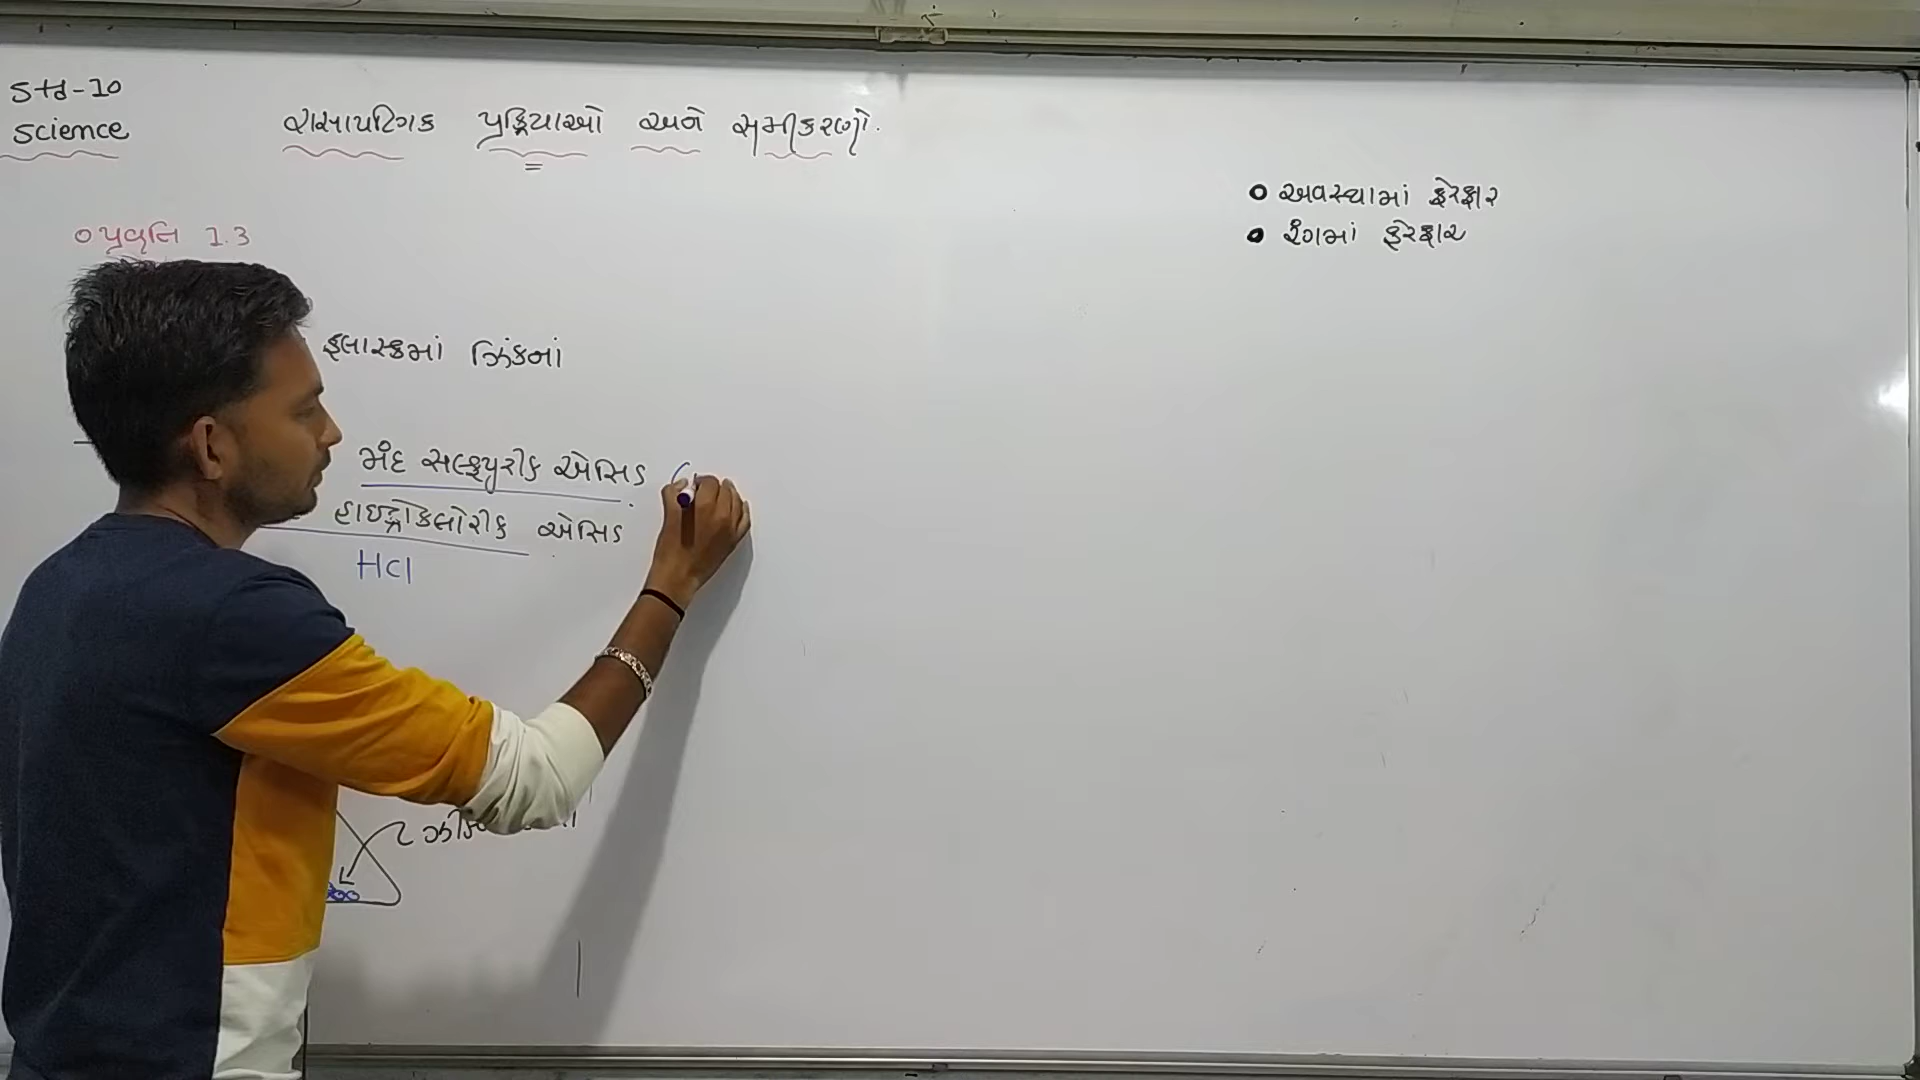 Std-10
Science
રાસાયણિક પ્રક્રિયાઓ અને સમીકરણો.
પ્રવૃત્તિ 1.3
ફ્લાસ્કમાં ઝિંકનાં
મંદ સલ્ફ્યુરીક એસિડ (
હાઇડ્રોક્લોરીક એસિડ
HCl
અવસ્થામાં ફેરફાર
રંગમાં ફેરફાર